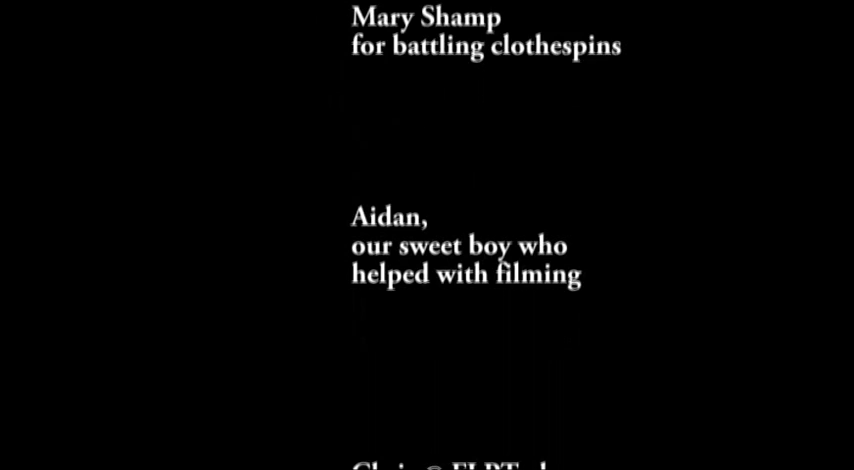 Mary Shamp
for battling clothespins
Aidan,
our sweet boy who
helped with filming